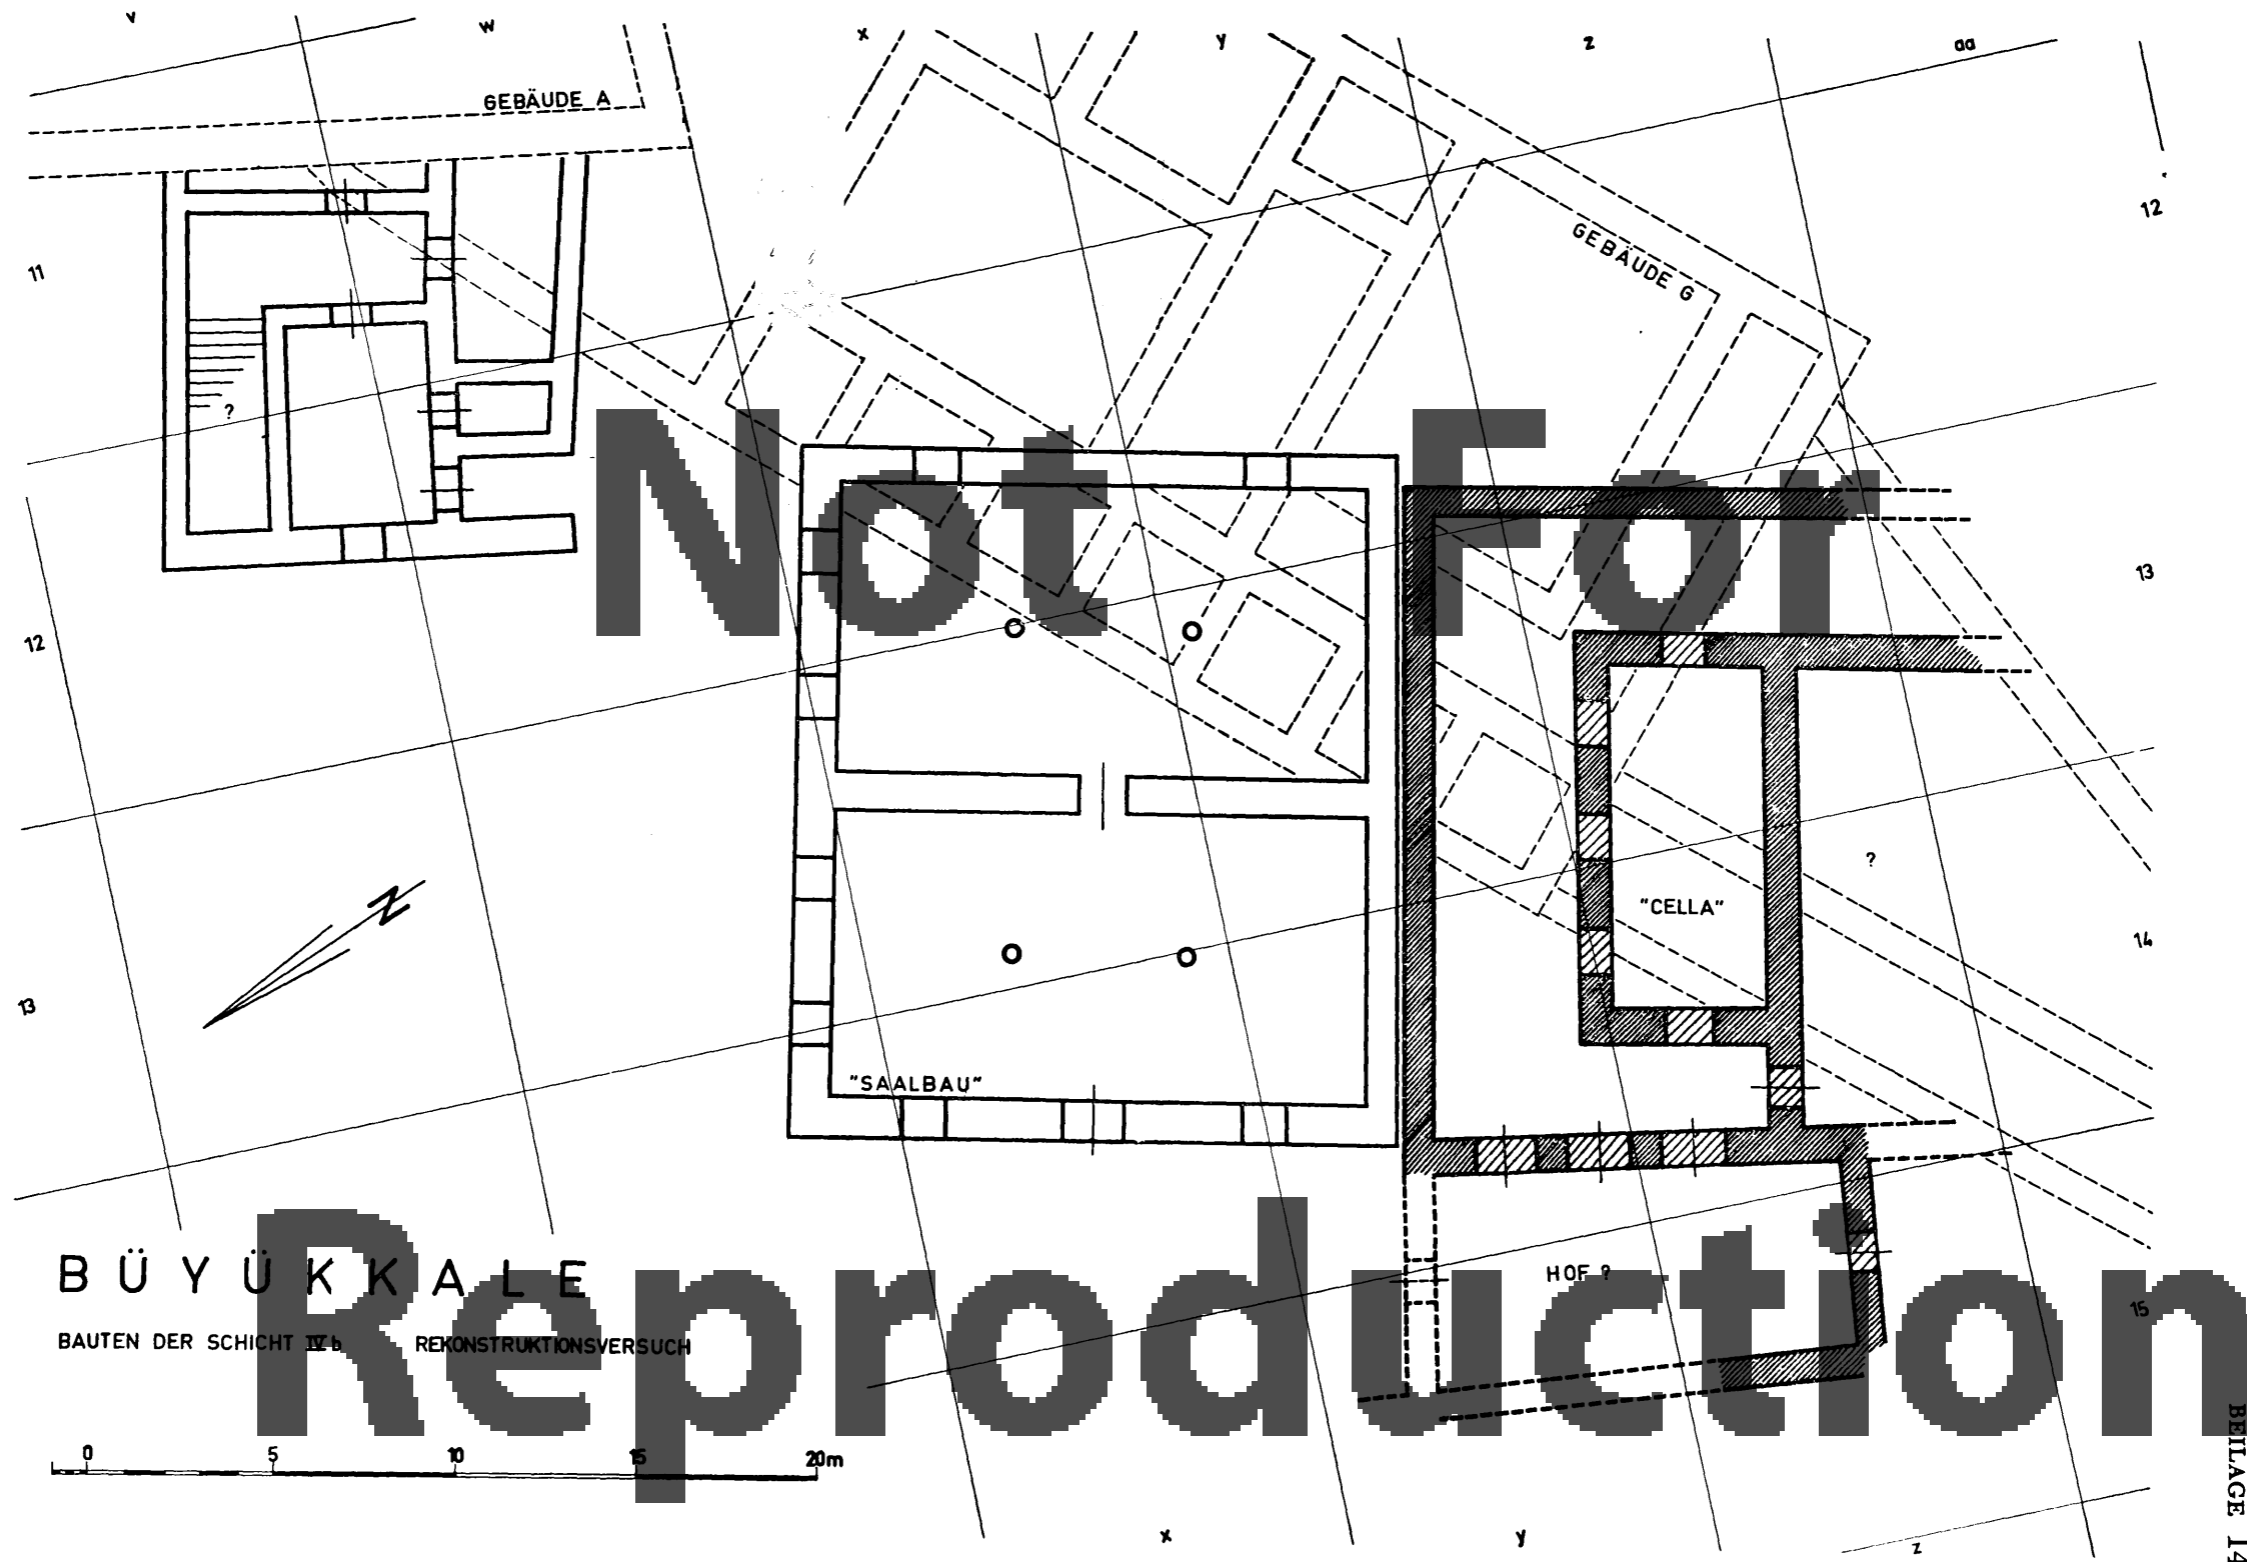 v w x y z aa
GEBÄUDE A
12
GEBÄUDE G
11
?
Not For
13
12
?
"CELLA"
14
N
13
"SAALBAU"
HOF ?
15
BÜYÜKKALE
BAUTEN DER SCHICHT IV b REKONSTRUKTIONSVERSUCH
Reproduction
0 5 10 15 20m
x y z
BEILAGE 14